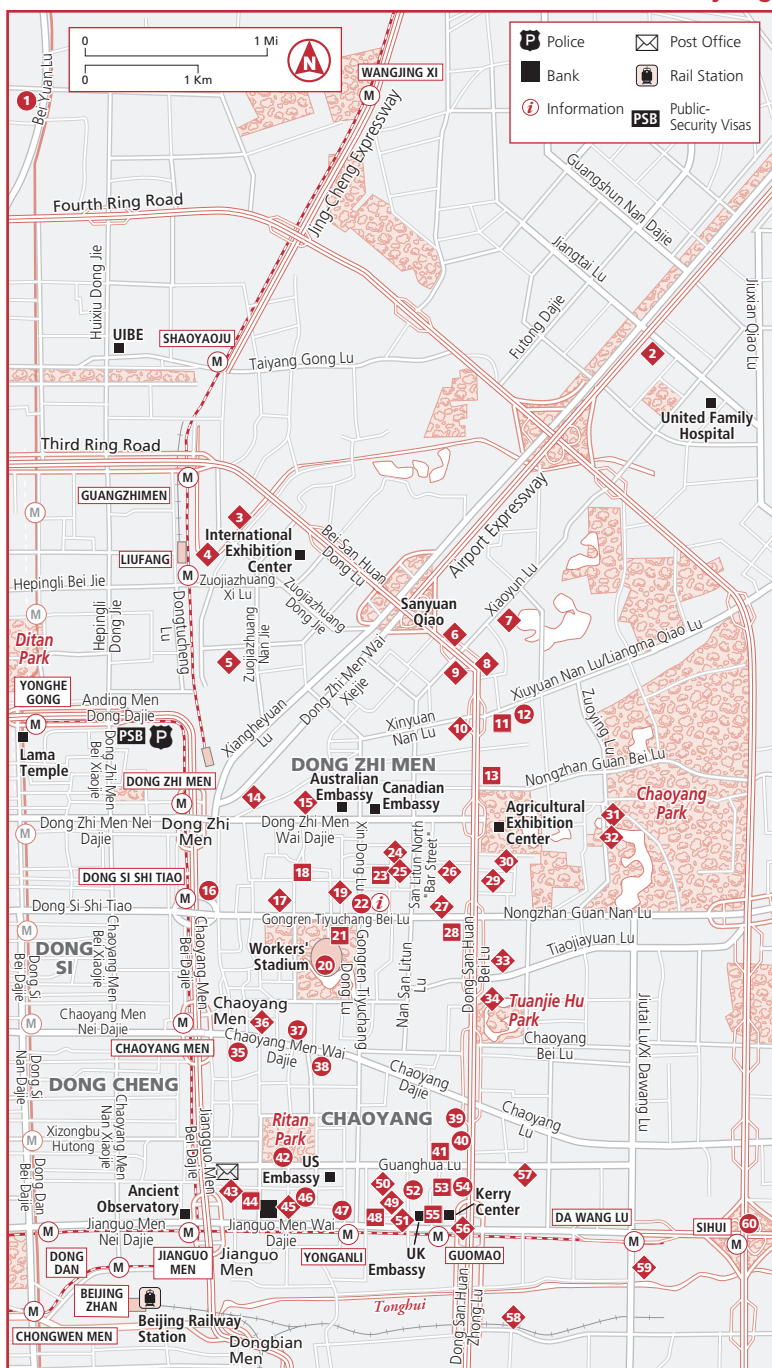 0 1 Mi
0 1 Km
N
P Police
Post Office
Bank
Rail Station
i Information
PSB Public-
Security Visas
WANGJING XI
M
1
Bei Yuan Lu
Jing-Cheng Expressway
Guangshun Nan Dajie
Fourth Ring Road
Jiangtai Lu
Huixiu Dong Jie
Futong Dajie
Jiuxian Qiao Lu
UIBE
SHAOYAOJU
M
Taiyang Gong Lu
2
United Family
Hospital
Third Ring Road
M
GUANGZHIMEN
M
3
International
Exhibition
Center
4
Bei San Huan
Dong Lu
Airport Expressway
LIUFANG
M
Hepingli Bei Jie
Zuojiazhuang
Xi Lu
Zuojiazhuang
Dong Jie
Zuojiazhuang
Nan Jie
Hepingli
Dong Jie
Dongtucheng
Lu
Sanyuan
Qiao
Xiaoyun Lu
6
7
8
9
5
M
Ditan
Park
YONGHE
GONG
M
Anding Men
Dong Dajie
Xiangheyuan
Lu
Dong Zhi Men Wai
Xiejie
Xiuyuan Nan Lu/Liangma Qiao Lu
Zuoying Lu
Xinyuan
Nan Lu
10
11
12
Lama
Temple
PSB P
Dong Zhi Men
Bei Xiaojie
DONG ZHI MEN
13
Nongzhan Guan Bei Lu
DONG ZHI MEN
M
14
15
Australian
Embassy
Canadian
Embassy
Agricultural
Exhibition
Center
Chaoyang
Park
31
32
M
Dong Zhi Men Nei
Dajie
Dong Zhi
Men
Dong Zhi Men
Wai Dajie
Xin Dong Lu
San Litun North
"Bar Street"
24
18
23
25
26
30
29
DONG SI SHI TIAO
M
16
17
19
22
i
27
Dong Si Shi Tiao
Gongren Tiyuchang Bei Lu
Nongzhan Guan Nan Lu
M
DONG
SI
Dong Si
Bei Dajie
Chaoyang Men
Bei Xiaojie
Chaoyang Men
Bei Dajie
21
28
Workers'
Stadium
20
Gongren Tiyuchang
Dong Lu
Nan San Litun
Lu
Dong San Huan
Bei Lu
Tiaojiayuan Lu
33
34
Tuanjie Hu
Park
Jiutai Lu/Xi Dawang Lu
M
Chaoyang Men
Nei Dajie
M
Chaoyang
Men
36
37
CHAOYANG MEN
35
Chaoyang Men Wai
Dajie
38
Chaoyang
Bei Lu
Chaoyang
Dajie
Chaoyang
Lu
Dong Si
Nan Dajie
DONG CHENG
Chaoyang Men
Nan Xiaojie
M
Xizongbu
Hutong
Jianguo Men
Bei Dajie
Ritan
Park
42
CHAOYANG
39
40
41
US
Embassy
Guanghua Lu
57
43
44
45
46
47
50
49
52
53
54
48
51
55
56
Kerry
Center
Dong Dan
Bei Dajie
Ancient
Observatory
Jianguo Men
Nei Dajie
M
Jianguo Men Wai
Dajie
M
UK
Embassy
M
DA WANG LU
M
SIHUI
60
M
DONG
DAN
M
JIANGUO
MEN
Jianguo
Men
YONGANLI
GUOMAO
59
BEIJING
ZHAN
Beijing Railway
Station
M
CHONGWEN MEN
Dongbian
Men
Tonghui
Dong San Huan
Zhong Lu
58